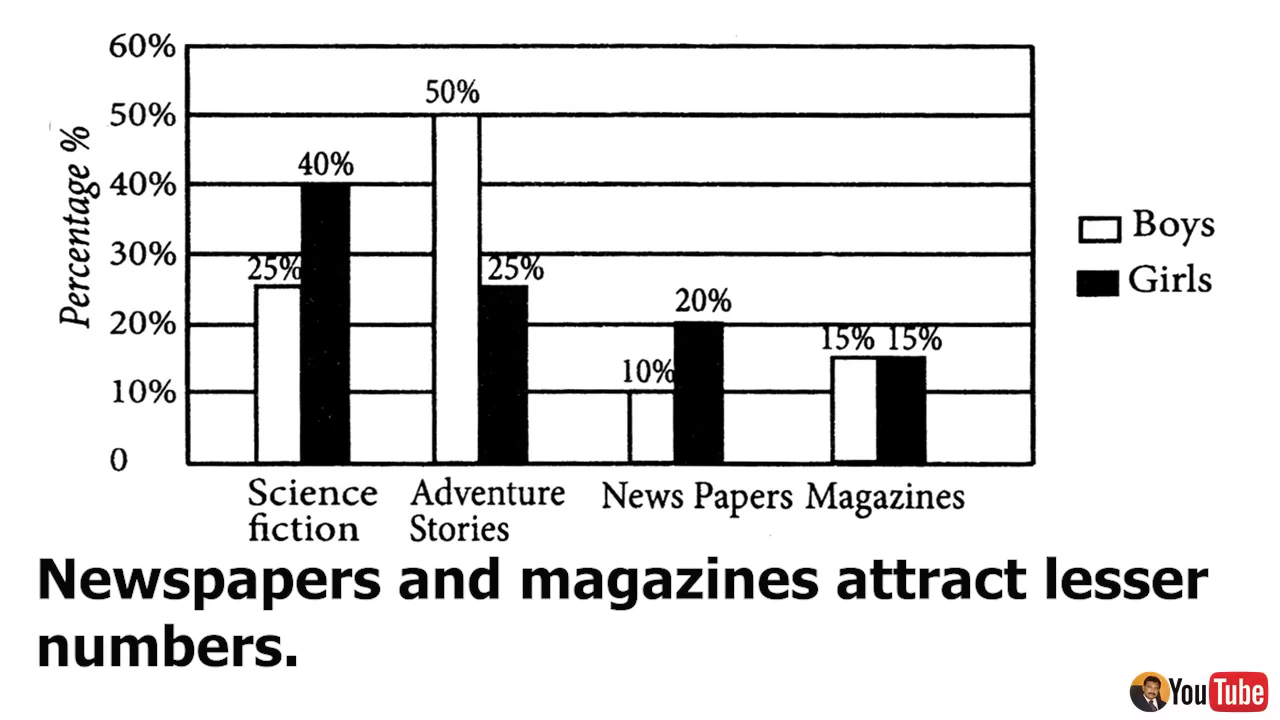 60%
50%
40%
30%
20%
10%
0
Percentage %
25%
40%
50%
25%
10%
20%
15%
15%
Science
fiction
Adventure
Stories
News Papers
Magazines
Boys
Girls
Newspapers and magazines attract lesser
numbers.
YouTube